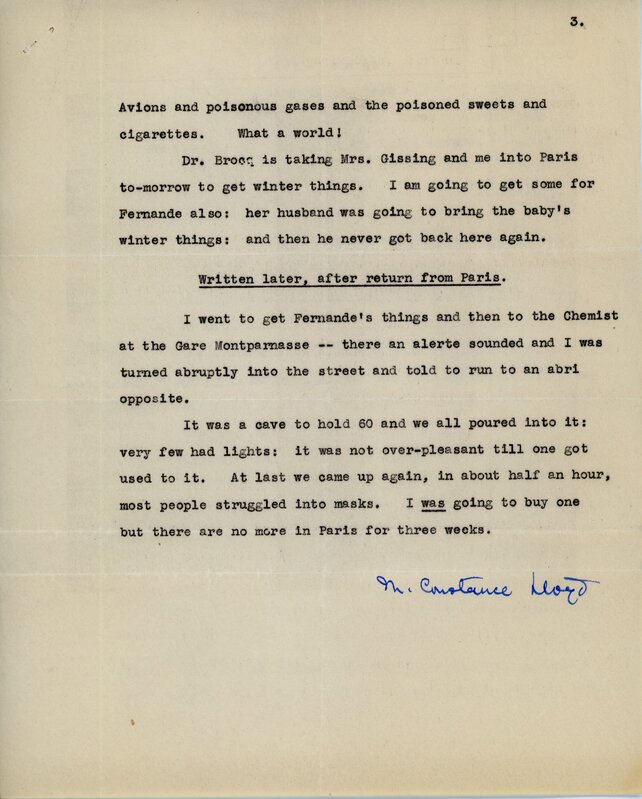 3.
Avions and poisonous gases and the poisoned sweets and
cigarettes. What a world!
Dr. Brocq is taking Mrs. Gissing and me into Paris
to-morrow to get winter things. I am going to get some for
Fernande also: her husband was going to bring the baby's
winter things: and then he never got back here again.
Written later, after return from Paris.
I went to get Fernande's things and then to the Chemist
at the Gare Montparnasse -- there an alerte sounded and I was
turned abruptly into the street and told to run to an abri
opposite.
It was a cave to hold 60 and we all poured into it:
very few had lights: it was not over-pleasant till one got
used to it. At last we came up again, in about half an hour,
most people struggled into masks. I was going to buy one
but there are no more in Paris for three weeks.
M. Constance Lloyd